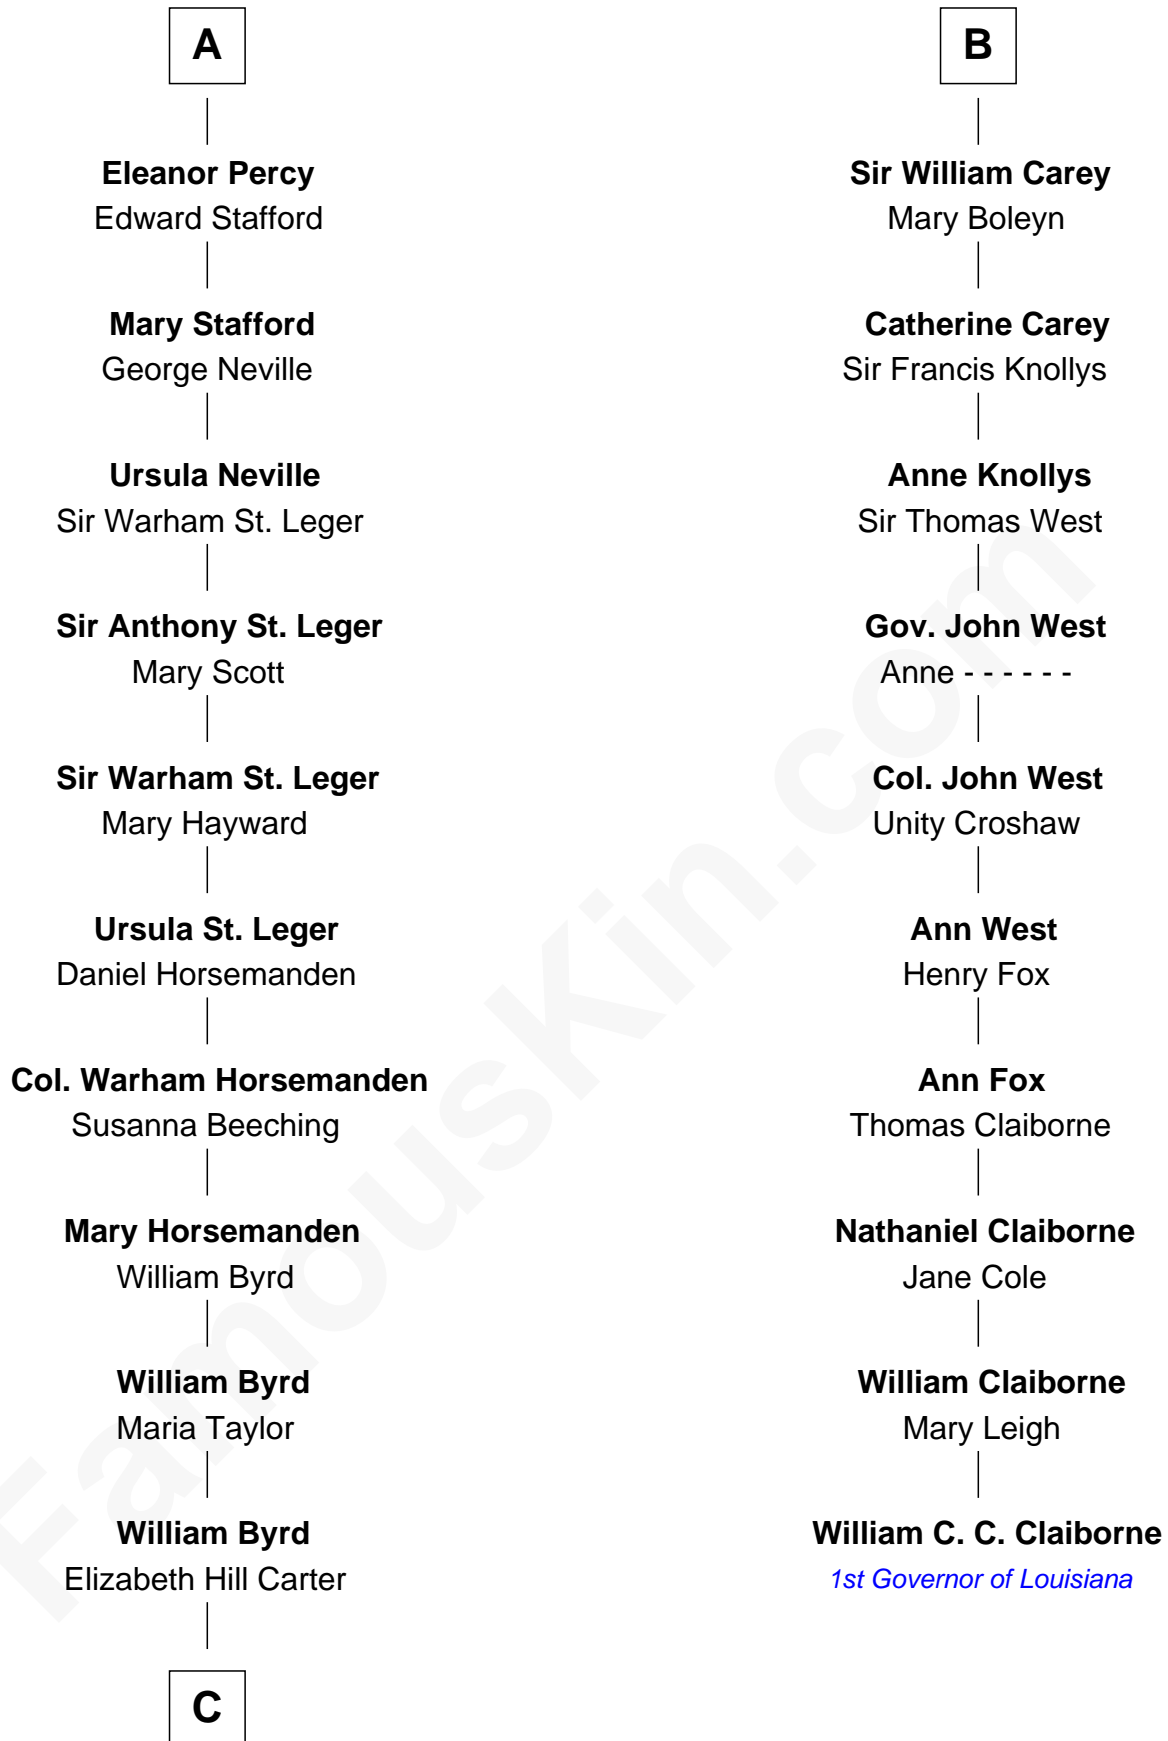 A
Eleanor Percy
Edward Stafford
Mary Stafford
George Neville
Ursula Neville
Sir Warham St. Leger
Sir Anthony St. Leger
Mary Scott
Sir Warham St. Leger
Mary Hayward
Ursula St. Leger
Daniel Horsemanden
Col. Warham Horsemanden
Susanna Beeching
Mary Horsemanden
William Byrd
William Byrd
Maria Taylor
William Byrd
Elizabeth Hill Carter
C
B
Sir William Carey
Mary Boleyn
Catherine Carey
Sir Francis Knollys
Anne Knollys
Sir Thomas West
Gov. John West
Anne - - - - - -
Col. John West
Unity Croshaw
Ann West
Henry Fox
Ann Fox
Thomas Claiborne
Nathaniel Claiborne
Jane Cole
William Claiborne
Mary Leigh
William C. C. Claiborne
1st Governor of Louisiana
FamousKin.com